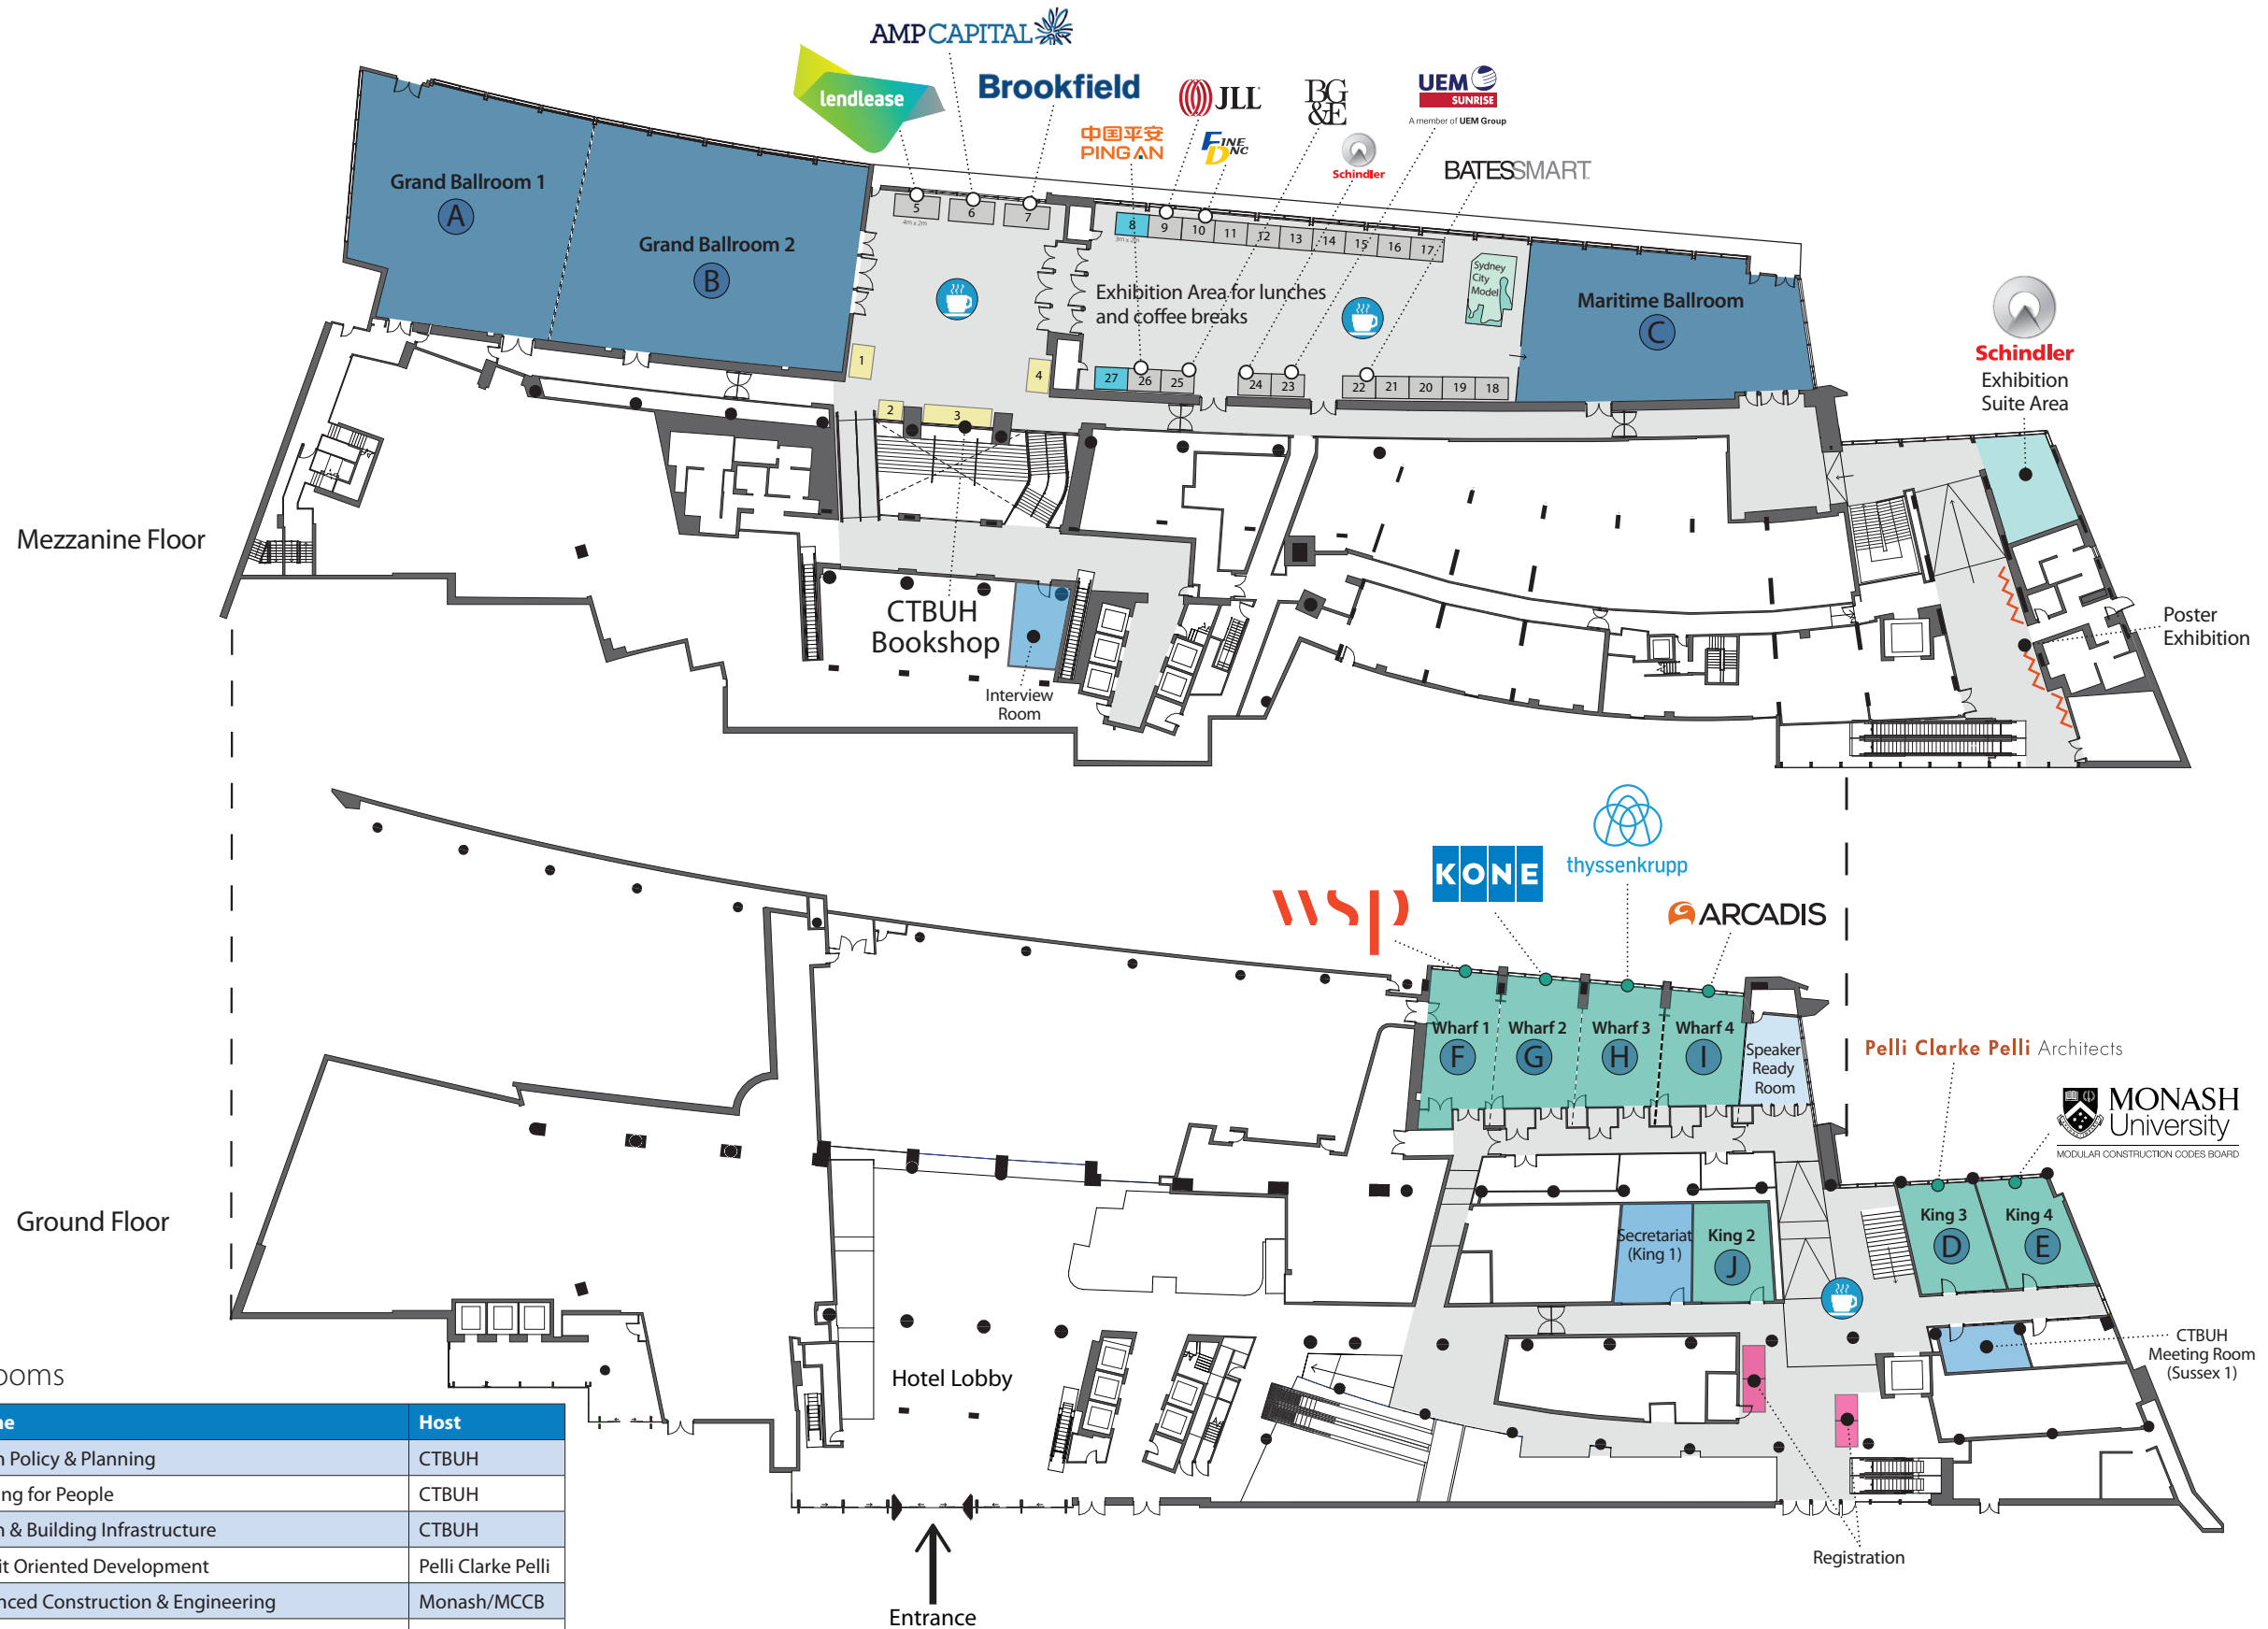 AMP CAPITAL
lendlease
Brookfield
中国平安
PING AN
JLL
FINE
DNC
BG
&E
Schindler
UEM
SUNRISE
A member of UEM Group
BATESSMART.
Grand Ballroom 1
A
Grand Ballroom 2
B
5
6
7
4m x 2m
8
9
10
11
12
13
14
15
16
17
3m x 2m
Sydney
City
Model
Exhibition Area for lunches
and coffee breaks
Maritime Ballroom
C
1
2
3
4
27
26
25
24
23
22
21
20
19
18
Schindler
Exhibition
Suite Area
Mezzanine Floor
CTBUH
Bookshop
Interview
Room
Poster
Exhibition
wsp
KONE
thyssenkrupp
ARCADIS
Wharf 1
F
Wharf 2
G
Wharf 3
H
Wharf 4
I
Speaker
Ready
Room
Pelli Clarke Pelli Architects
MONASH
University
MODULAR CONSTRUCTION CODES BOARD
Ground Floor
Secretariat
(King 1)
King 2
J
King 3
D
King 4
E
CTBUH
Meeting Room
(Sussex 1)
Hotel Lobby
Registration
Entrance
ooms
ne Host
n Policy & Planning CTBUH
ing for People CTBUH
n & Building Infrastructure CTBUH
it Oriented Development Pelli Clarke Pelli
nced Construction & Engineering Monash/MCCB